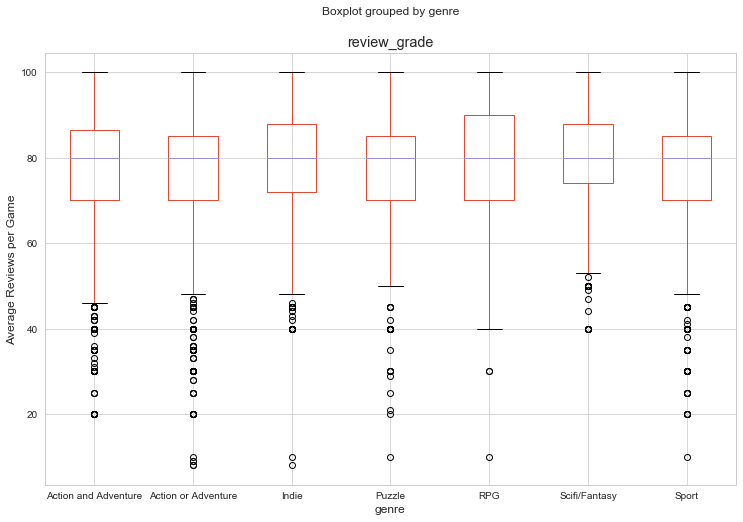 Boxplot grouped by genre
review_grade
100
80
60
40
20
Average Reviews per Game
Action and Adventure
Action or Adventure
Indie
Puzzle
RPG
Scifi/Fantasy
Sport
genre